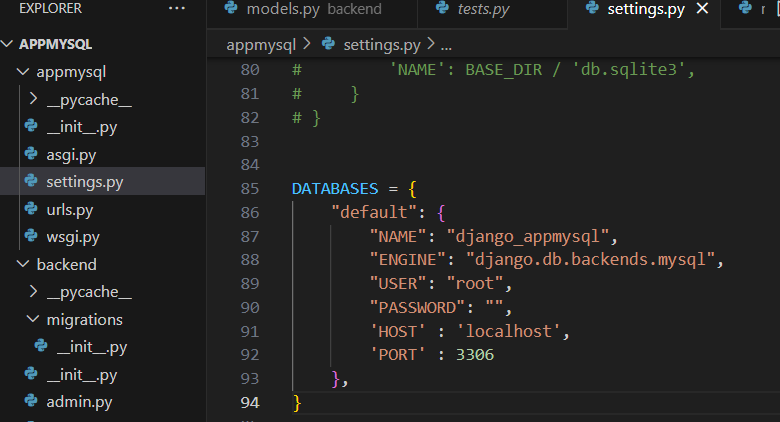 EXPLORER ...
APPMYSQL
appmysql
__pycache__
__init__.py
asgi.py
settings.py
urls.py
wsgi.py
backend
__pycache__
migrations
__init__.py
__init__.py
admin.py
models.py backend
tests.py
settings.py
appmysql > settings.py > ...
80 # 'NAME': BASE_DIR / 'db.sqlite3',
81 # }
82 # }
83
84
85 DATABASES = {
86 "default": {
87 "NAME": "django_appmysql",
88 "ENGINE": "django.db.backends.mysql",
89 "USER": "root",
90 "PASSWORD": "",
91 'HOST' : 'localhost',
92 'PORT' : 3306
93 },
94 }